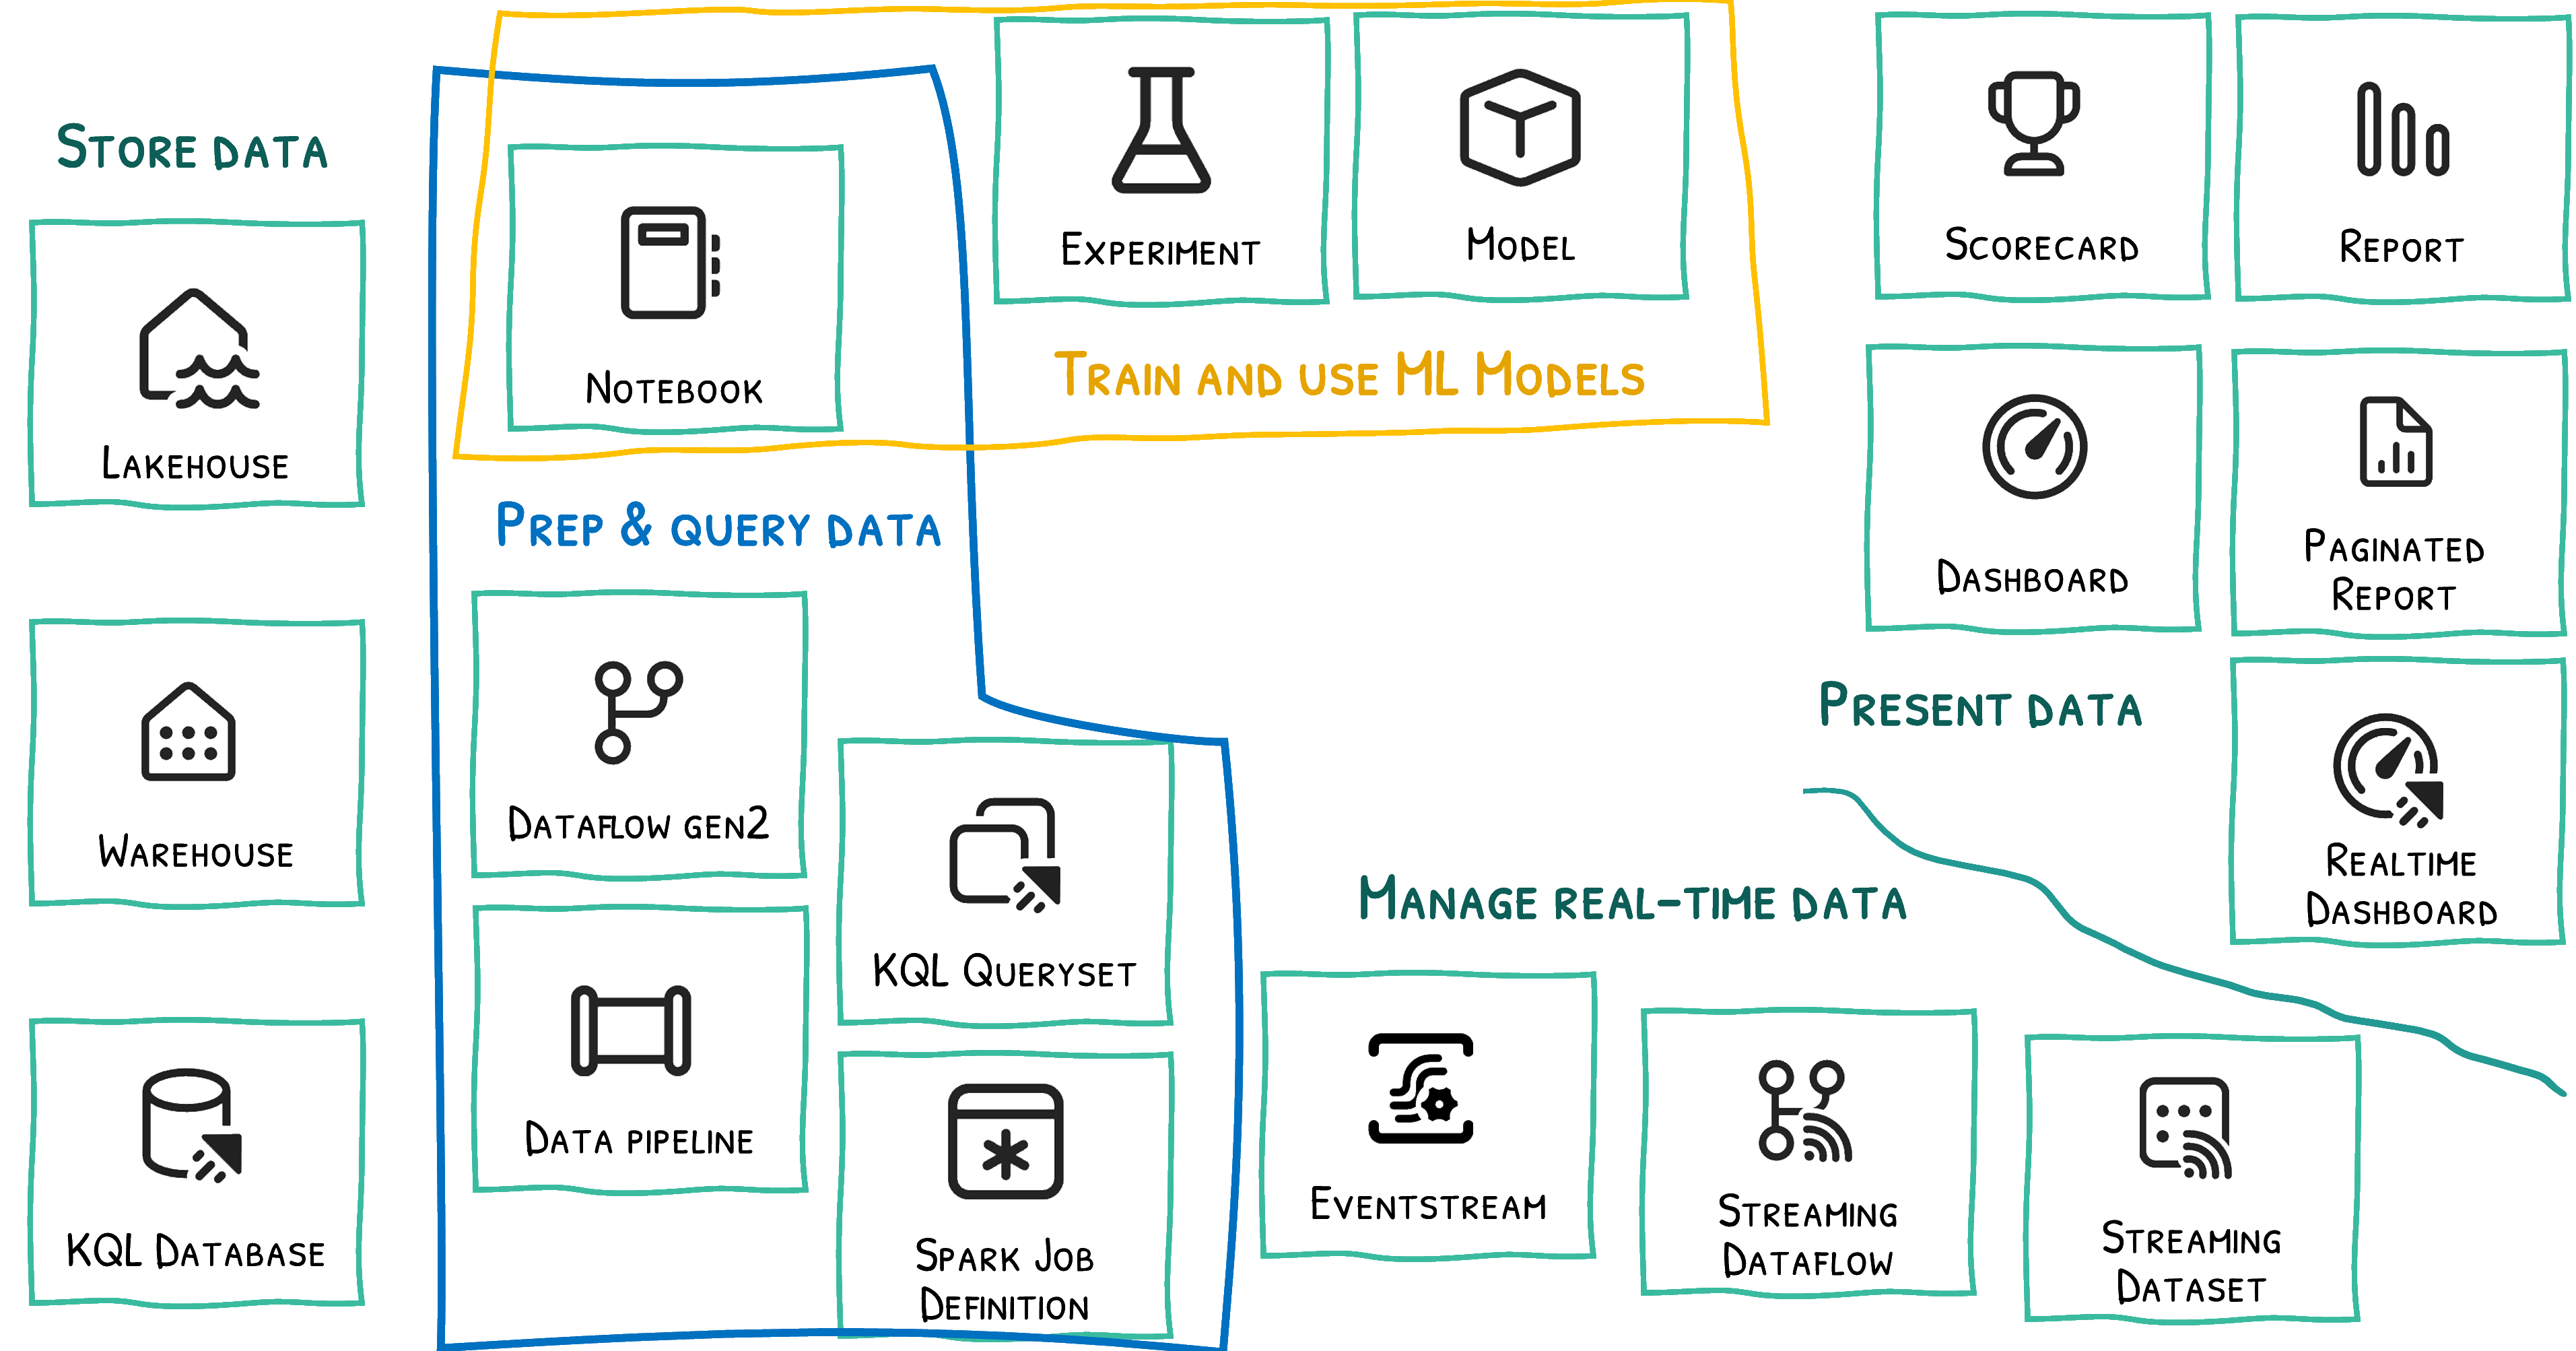 Store data
Lakehouse
Warehouse
KQL Database
Notebook
Prep & query data
Dataflow gen2
Data pipeline
KQL Queryset
Spark Job
Definition
Experiment
Model
Train and use ML Models
Scorecard
Report
Dashboard
Paginated
Report
Present data
Realtime
Dashboard
Manage real-time data
Eventstream
Streaming
Dataflow
Streaming
Dataset